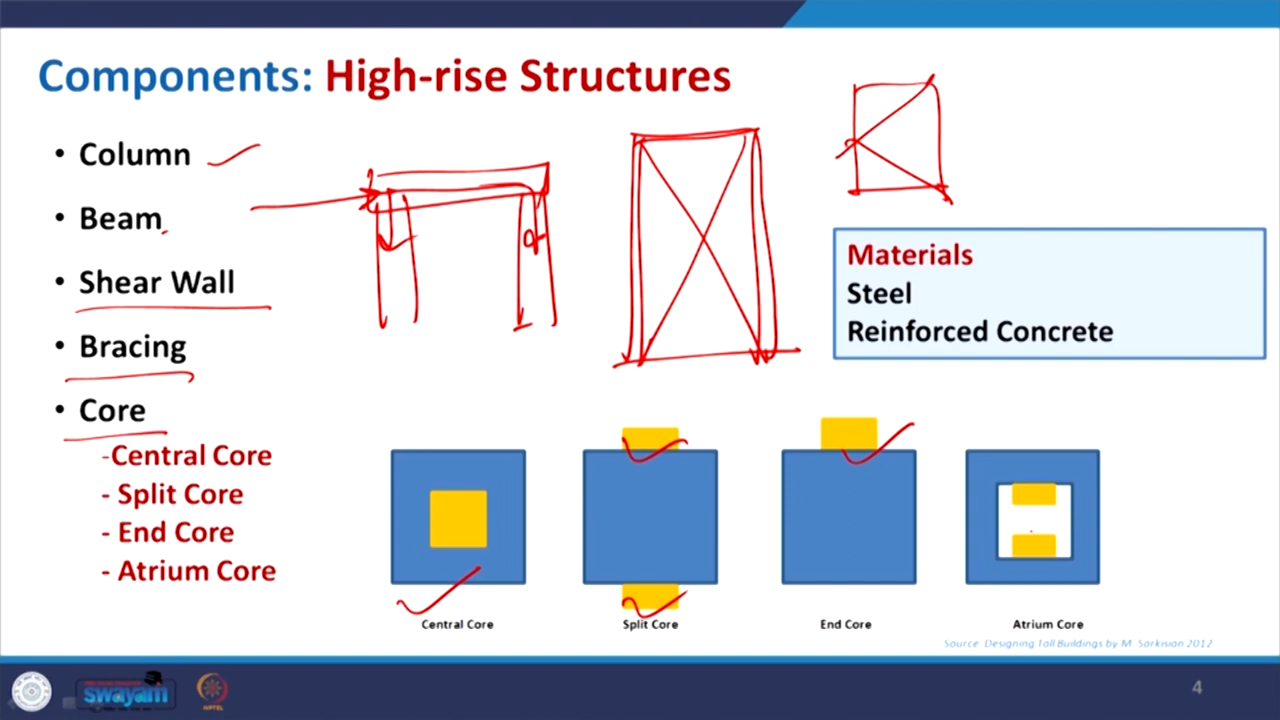 Components: High-rise Structures
• Column
• Beam
• Shear Wall
• Bracing
• Core
-Central Core
- Split Core
- End Core
- Atrium Core
Materials
Steel
Reinforced Concrete
Central Core
Split Core
End Core
Atrium Core
Source: Designing Tall Buildings by M. Sarkisian 2012
swayam
NPTEL
4